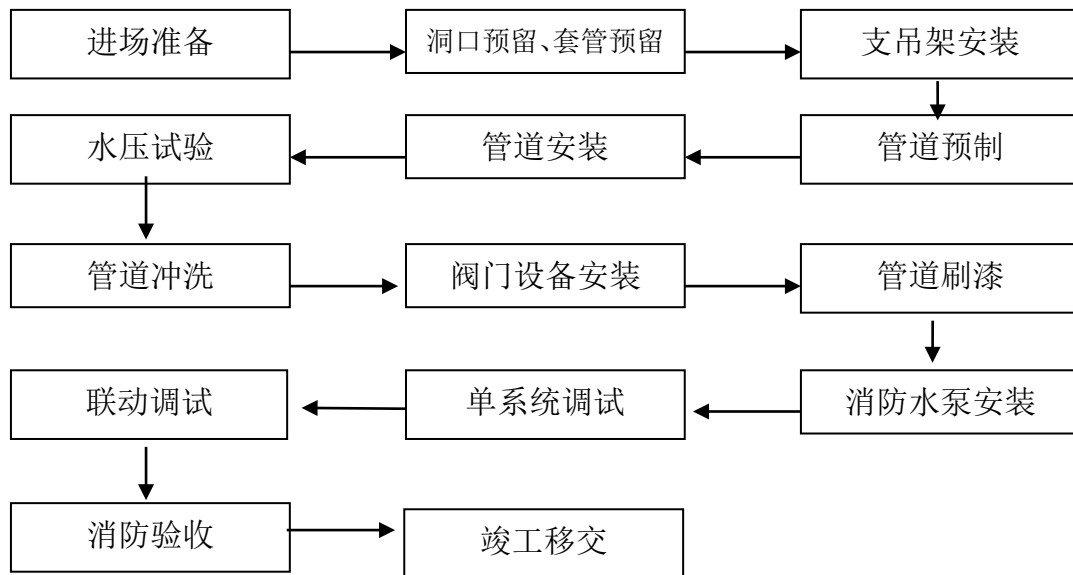 进场准备
洞口预留、套管预留
支吊架安装
水压试验
管道安装
管道预制
管道冲洗
阀门设备安装
管道刷漆
联动调试
单系统调试
消防水泵安装
消防验收
竣工移交